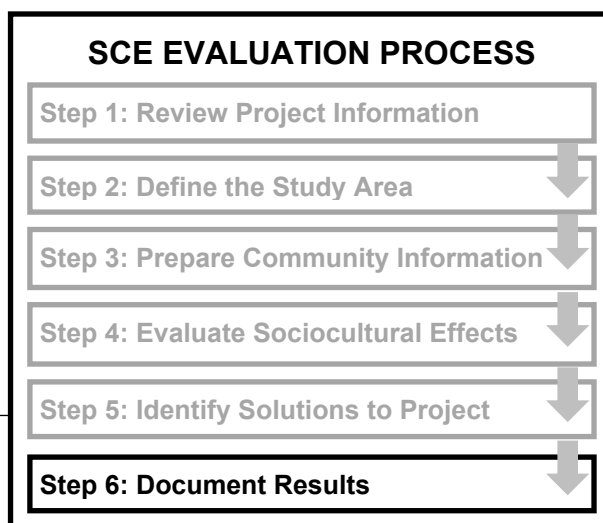 SCE EVALUATION PROCESS
Step 1: Review Project Information
Step 2: Define the Study Area
Step 3: Prepare Community Information
Step 4: Evaluate Sociocultural Effects
Step 5: Identify Solutions to Project
Step 6: Document Results